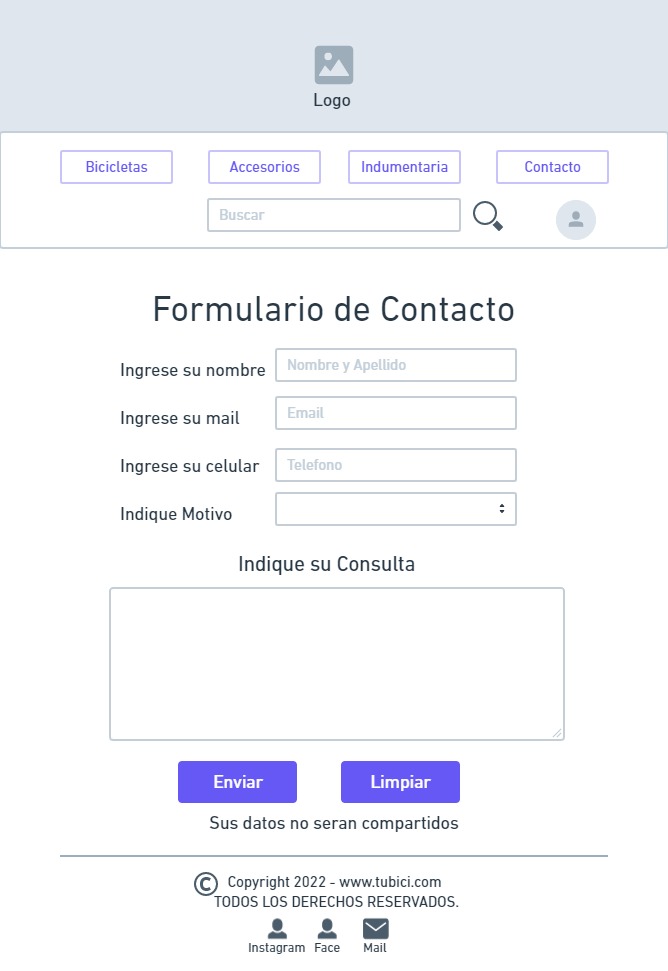 Logo
Bicicletas Accesorios Indumentaria Contacto
Buscar
Formulario de Contacto
Ingrese su nombre Nombre y Apellido
Ingrese su mail Email
Ingrese su celular Telefono
Indique Motivo
Indique su Consulta
Enviar Limpiar
Sus datos no seran compartidos
© Copyright 2022 - www.tubici.com
TODOS LOS DERECHOS RESERVADOS.
Instagram Face Mail